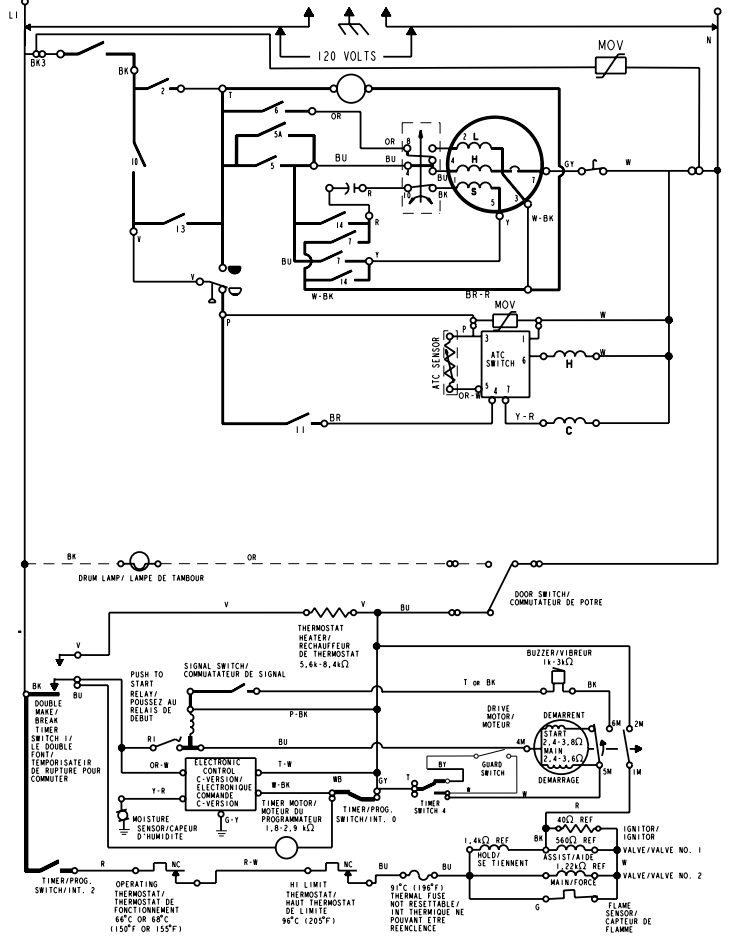 L1
N
120 VOLTS
MOV
BK3
BK
2
T
6
OR
5A
OR
8
2
L
BU
5
BU
4
4
H
BU
1
7
GY
W
10
R
10
BK
S
5
3
14
R
Y
W-BK
13
V
7
BU
7
Y
14
W-BK
BR-R
V
P
MOV
P
W
3
1
ATC SENSOR
ATC
SWITCH
6
H
W
OR-W
5
4
7
BR
11
Y-R
C
BK
OR
DRUM LAMP/ LAMPE DE TAMBOUR
DOOR SWITCH/
COMMUTATEUR DE POTRE
V
V
BU
THERMOSTAT
HEATER/
RECHAUFFEUR
DE THERMOSTAT
5,6k-8,4kΩ
V
BK
BU
PUSH TO
START
RELAY/
POUSSEZ AU
RELAIS DE
DEBUT
SIGNAL SWITCH/
COMMUTATEUR DE SIGNAL
BUZZER/VIBREUR
1k-3kΩ
T OR BK
BK
DOUBLE
MAKE/
BREAK
TIMER
SWITCH 1/
LE DOUBLE
FONT/
TEMPORISATEUR
DE RUPTURE POUR
COMMUTER
P-BK
DRIVE
MOTOR/
MOTEUR
DEMARRENT
START
2,4-3,8Ω
MAIN
2,4-3,6Ω
DEMARRAGE
6M
2M
R1
BU
4M
5M
1M
OR-W
ELECTRONIC
CONTROL
C-VERSION/
ELECTRONIQUE
COMMANDE
C-VERSION
T-W
BY
GUARD
SWITCH
Y-R
W-BK
WB
GY
T
W
W
G-Y
MOISTURE
SENSOR/CAPEUR
D'HUMIDITE
TIMER MOTOR/
MOTEUR DU
PROGRAMMATEUR
1,8-2,9 kΩ
TIMER/PROG.
SWITCH/INT. 0
TIMER
SWITCH 4
R
40Ω REF
IGNITOR/
IGNITOR
BK
1,4kΩ REF
560Ω REF
VALVE/VALVE NO. 1
HOLD/
SE TIENNENT
ASSIST/AIDE
W
1,22kΩ REF
VALVE/VALVE NO. 2
MAIN/FORCE
G
FLAME
SENSOR/
CAPTEUR DE
FLAMME
R
NC
R-W
NC
BU
BU
TIMER/PROG.
SWITCH/INT. 2
OPERATING
THERMOSTAT/
THERMOSTAT DE
FONCTIONNEMENT
66°C OR 68°C
(150°F OR 155°F)
HI LIMIT
THERMOSTAT/
HAUT THERMOSTAT
DE LIMITE
96°C (205°F)
91°C (196°F)
THERMAL FUSE
NOT RESETTABLE/
INT THERMIQUE NE
POUVANT ETRE
REENCLENCE